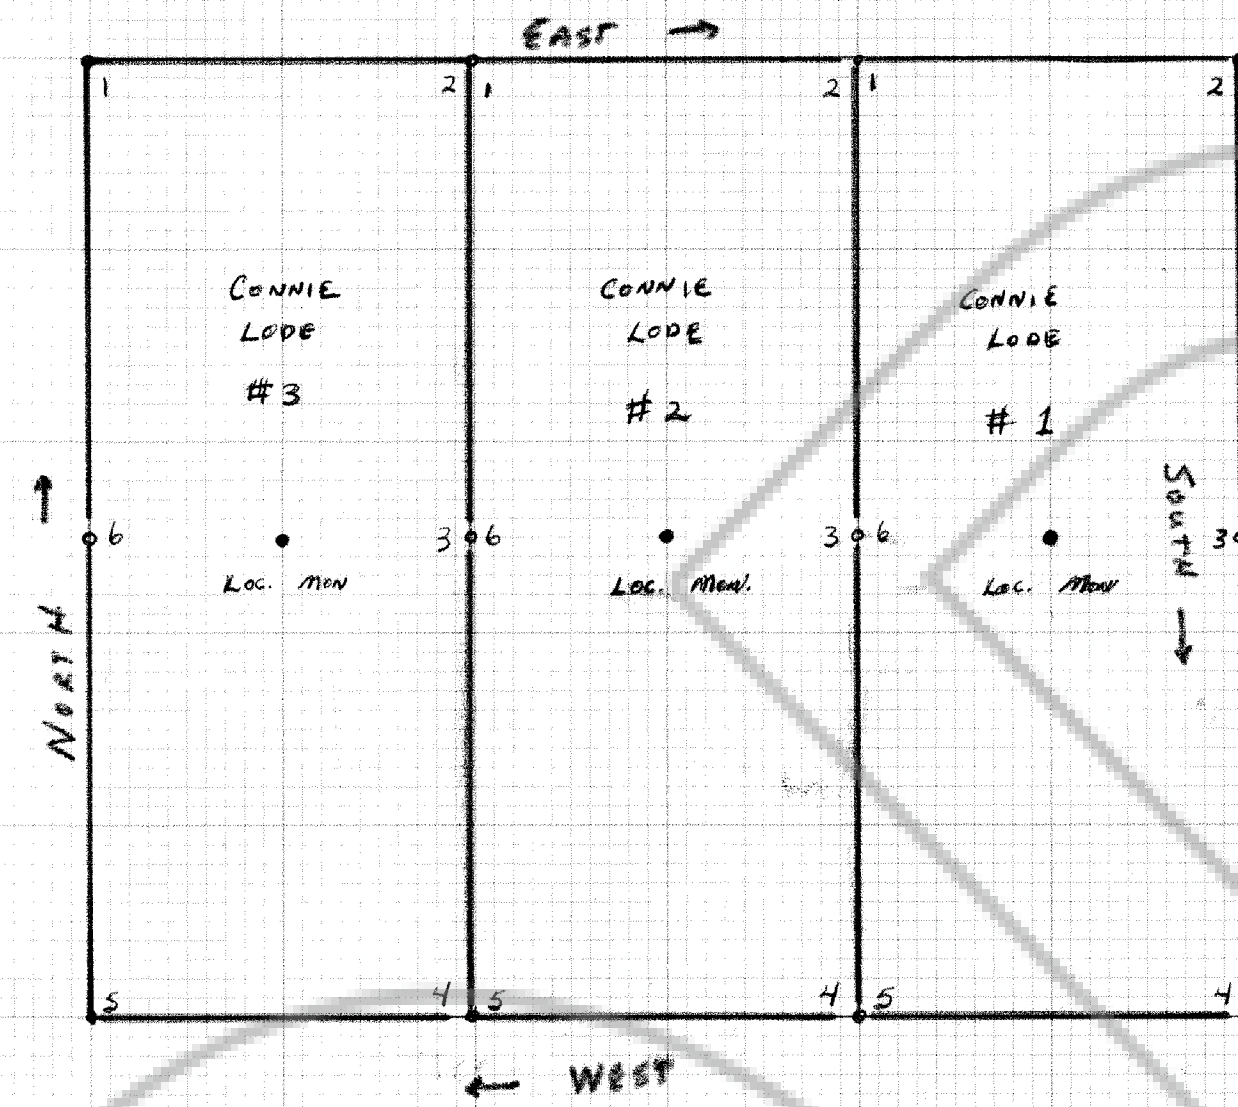 EAST →
1 2 1 2 1 2
CONNIE LODE #3
CONNIE LODE #2
CONNIE LODE #1
NORTH →
SOUTH →
6 3 6 3 6 3
LOC. MON
LOC. MON.
LOC. MON
5 4 5 4 5 4
← WEST